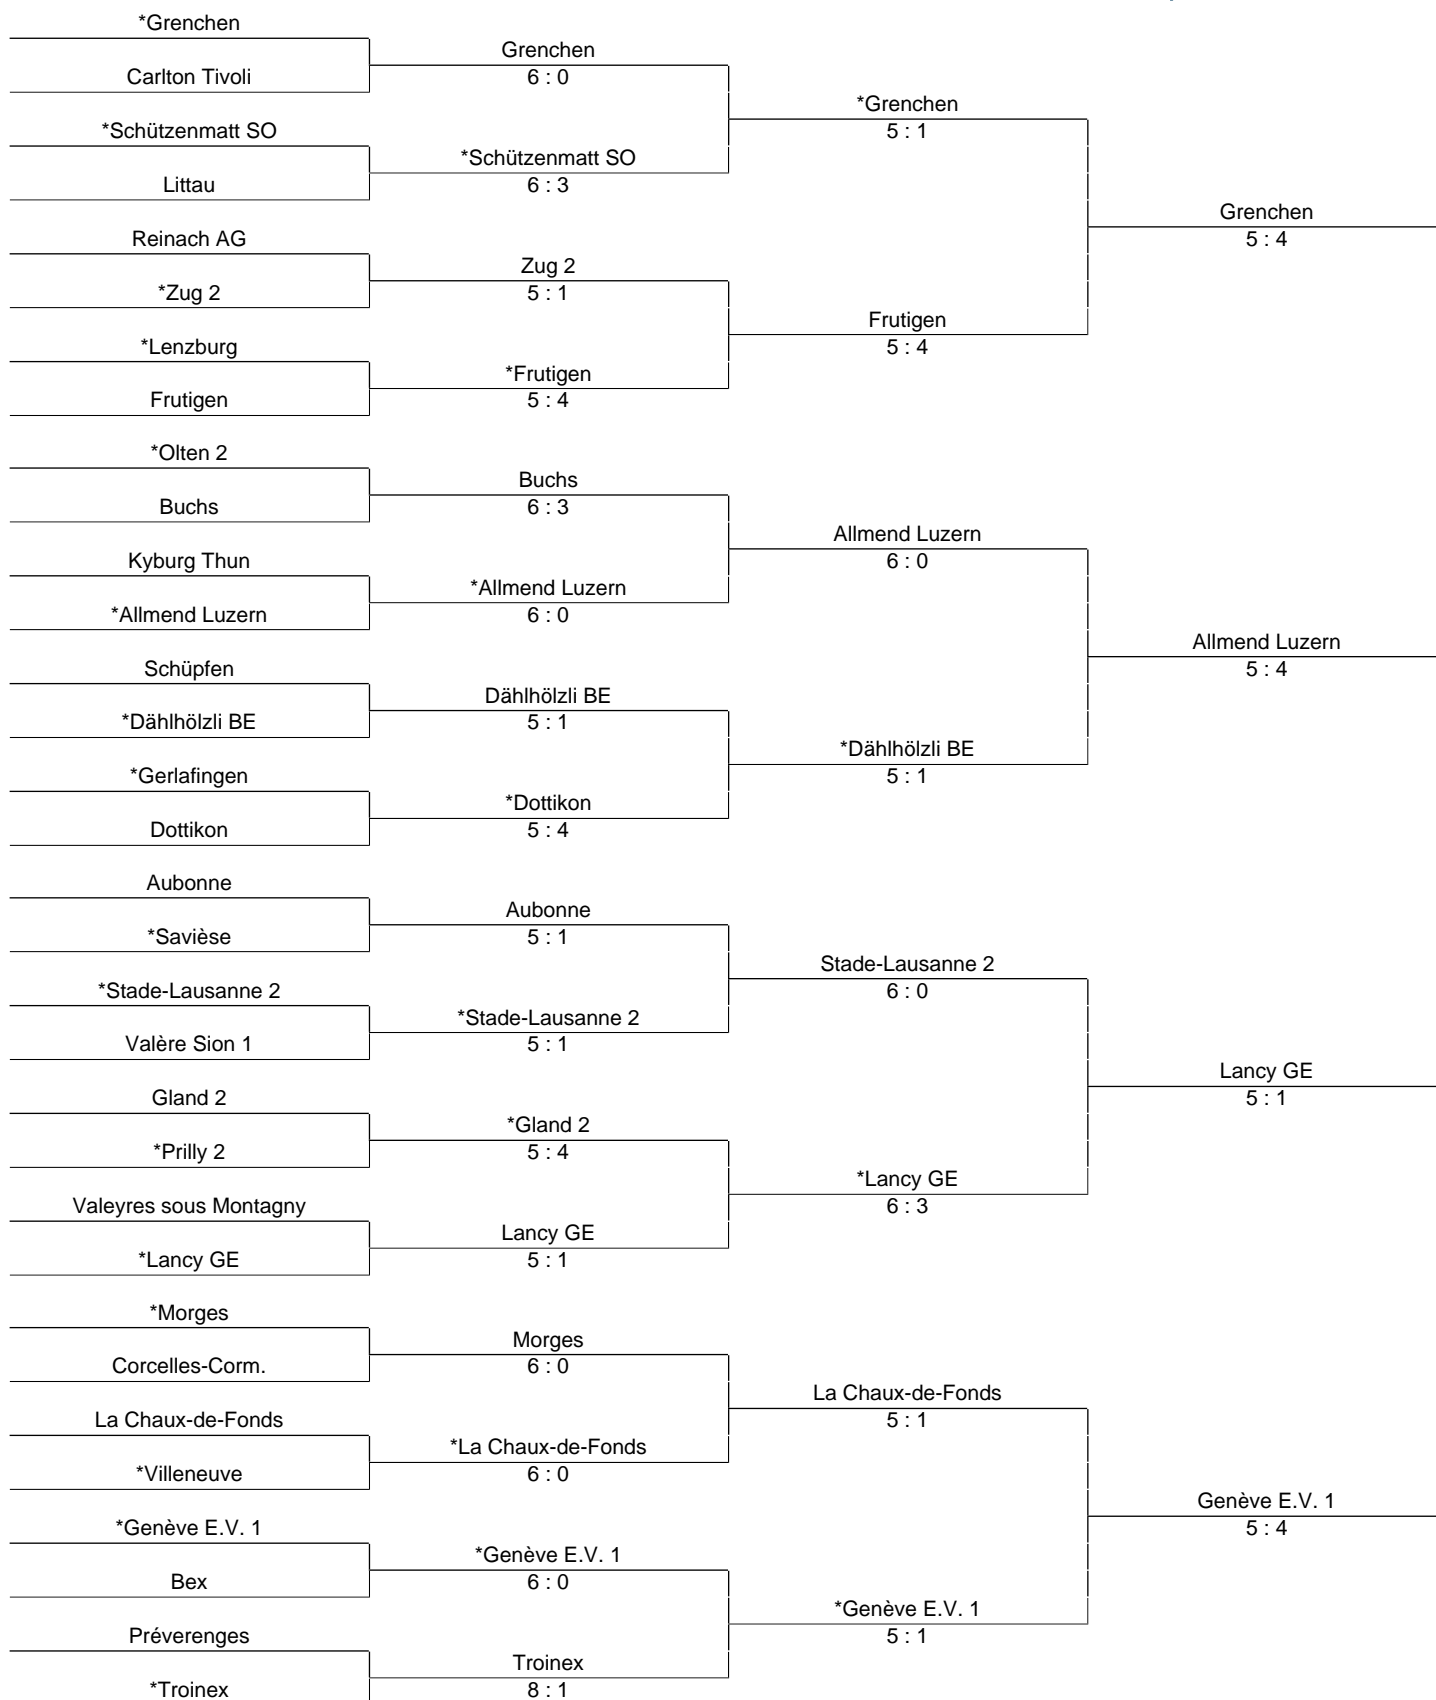 *Grenchen
Grenchen
Carlton Tivoli
6 : 0
*Grenchen
*Schützenmatt SO
5 : 1
*Schützenmatt SO
Littau
6 : 3
Grenchen
Reinach AG
5 : 4
Zug 2
*Zug 2
5 : 1
Frutigen
*Lenzburg
5 : 4
*Frutigen
Frutigen
5 : 4
*Olten 2
Buchs
Buchs
6 : 3
Allmend Luzern
Kyburg Thun
6 : 0
*Allmend Luzern
*Allmend Luzern
6 : 0
Allmend Luzern
Schüpfen
5 : 4
Dählhölzli BE
*Dählhölzli BE
5 : 1
*Dählhölzli BE
*Gerlafingen
5 : 1
*Dottikon
Dottikon
5 : 4
Aubonne
Aubonne
*Savièse
5 : 1
Stade-Lausanne 2
*Stade-Lausanne 2
6 : 0
*Stade-Lausanne 2
Valère Sion 1
5 : 1
Lancy GE
Gland 2
5 : 1
*Gland 2
*Prilly 2
5 : 4
*Lancy GE
Valeyres sous Montagny
6 : 3
Lancy GE
*Lancy GE
5 : 1
*Morges
Morges
Corcelles-Corm.
6 : 0
La Chaux-de-Fonds
La Chaux-de-Fonds
5 : 1
*La Chaux-de-Fonds
*Villeneuve
6 : 0
Genève E.V. 1
*Genève E.V. 1
5 : 4
*Genève E.V. 1
Bex
6 : 0
*Genève E.V. 1
Préverenges
5 : 1
Troinex
*Troinex
8 : 1